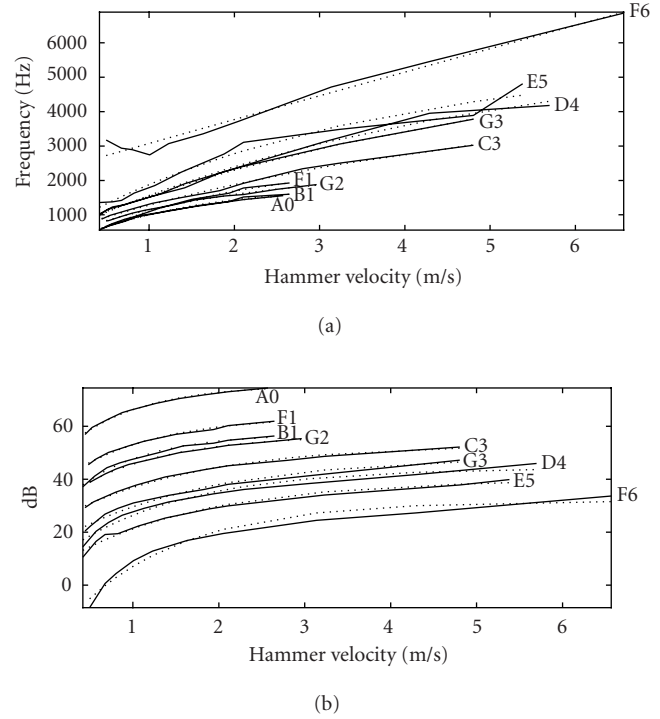 F6
6000
5000
4000
3000
2000
1000
Frequency (Hz)
E5
D4
G3
C3
F1
G2
B1
A0
1 2 3 4 5 6
Hammer velocity (m/s)
(a)
60
40
20
0
dB
A0
F1
B1
G2
C3
G3
D4
E5
F6
1 2 3 4 5 6
Hammer velocity (m/s)
(b)